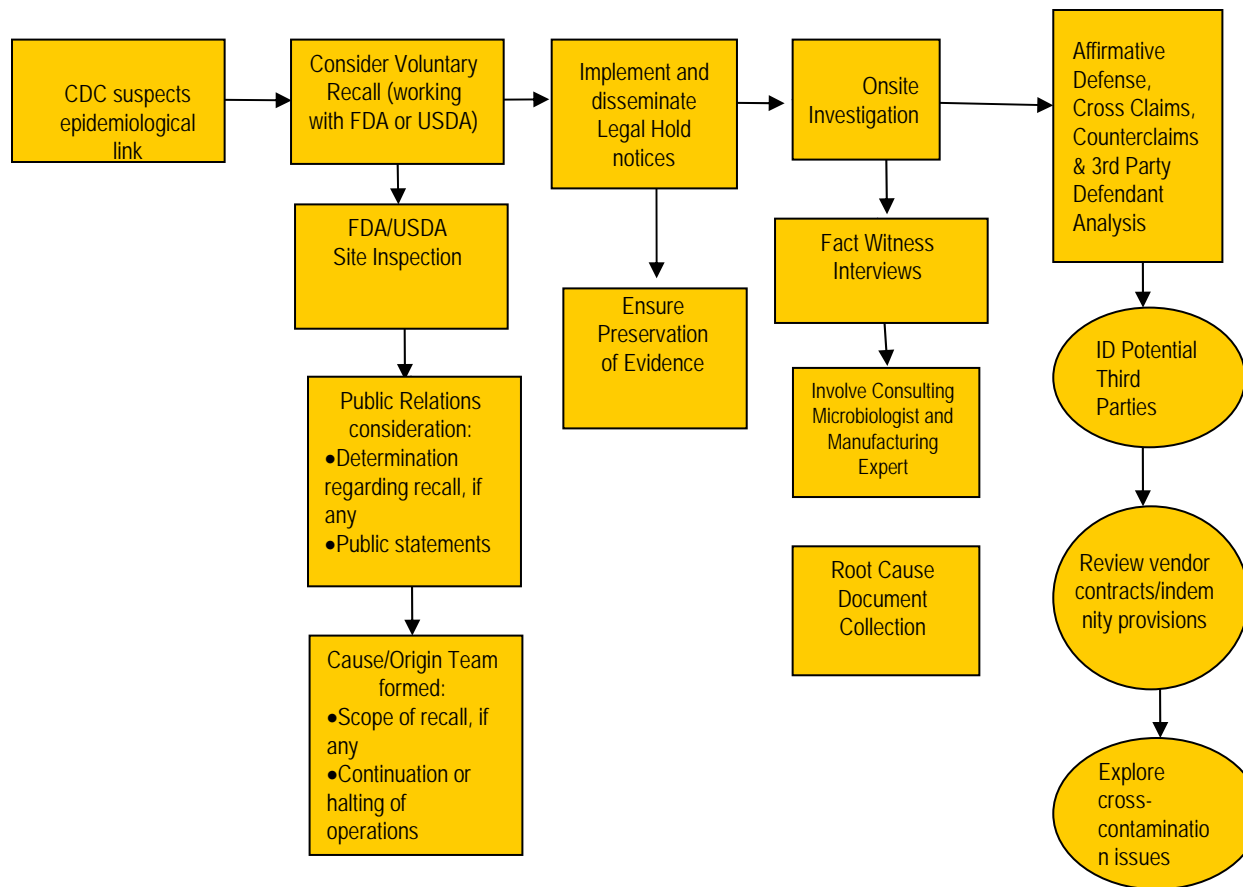 CDC suspects
epidemiological
link
Consider Voluntary
Recall (working
with FDA or USDA)
Implement and
disseminate
Legal Hold
notices
Onsite
Investigation
Affirmative
Defense,
Cross Claims,
Counterclaims
& 3rd Party
Defendant
Analysis
FDA/USDA
Site Inspection
Fact Witness
Interviews
Ensure
Preservation
of Evidence
ID Potential
Third
Parties
Public Relations
consideration:
•Determination
regarding recall, if
any
•Public statements
Involve Consulting
Microbiologist and
Manufacturing
Expert
Root Cause
Document
Collection
Review vendor
contracts/indem
nity provisions
Cause/Origin Team
formed:
•Scope of recall, if
any
•Continuation or
halting of
operations
Explore
cross-
contaminatio
n issues